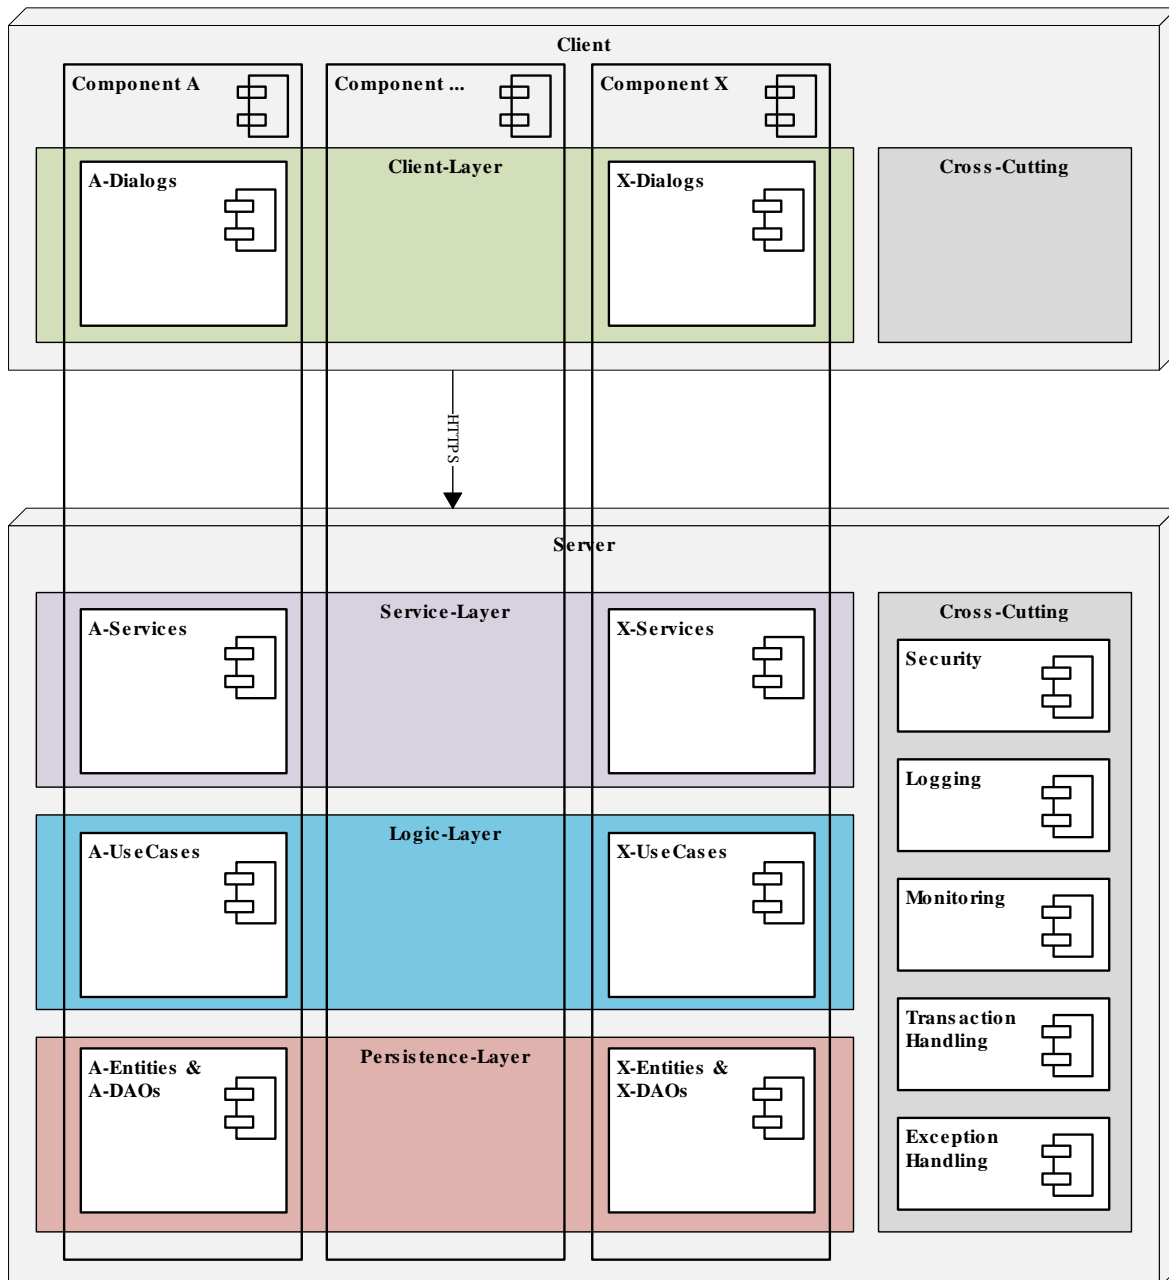 Client
Component A
Component ...
Component X
Client-Layer
Cross-Cutting
A-Dialogs
X-Dialogs
HTTPS
Server
Service-Layer
Cross-Cutting
A-Services
X-Services
Security
Logging
Logic-Layer
A-UseCases
X-UseCases
Monitoring
Transaction
Handling
Persistence-Layer
A-Entities &
A-DAOs
X-Entities &
X-DAOs
Exception
Handling